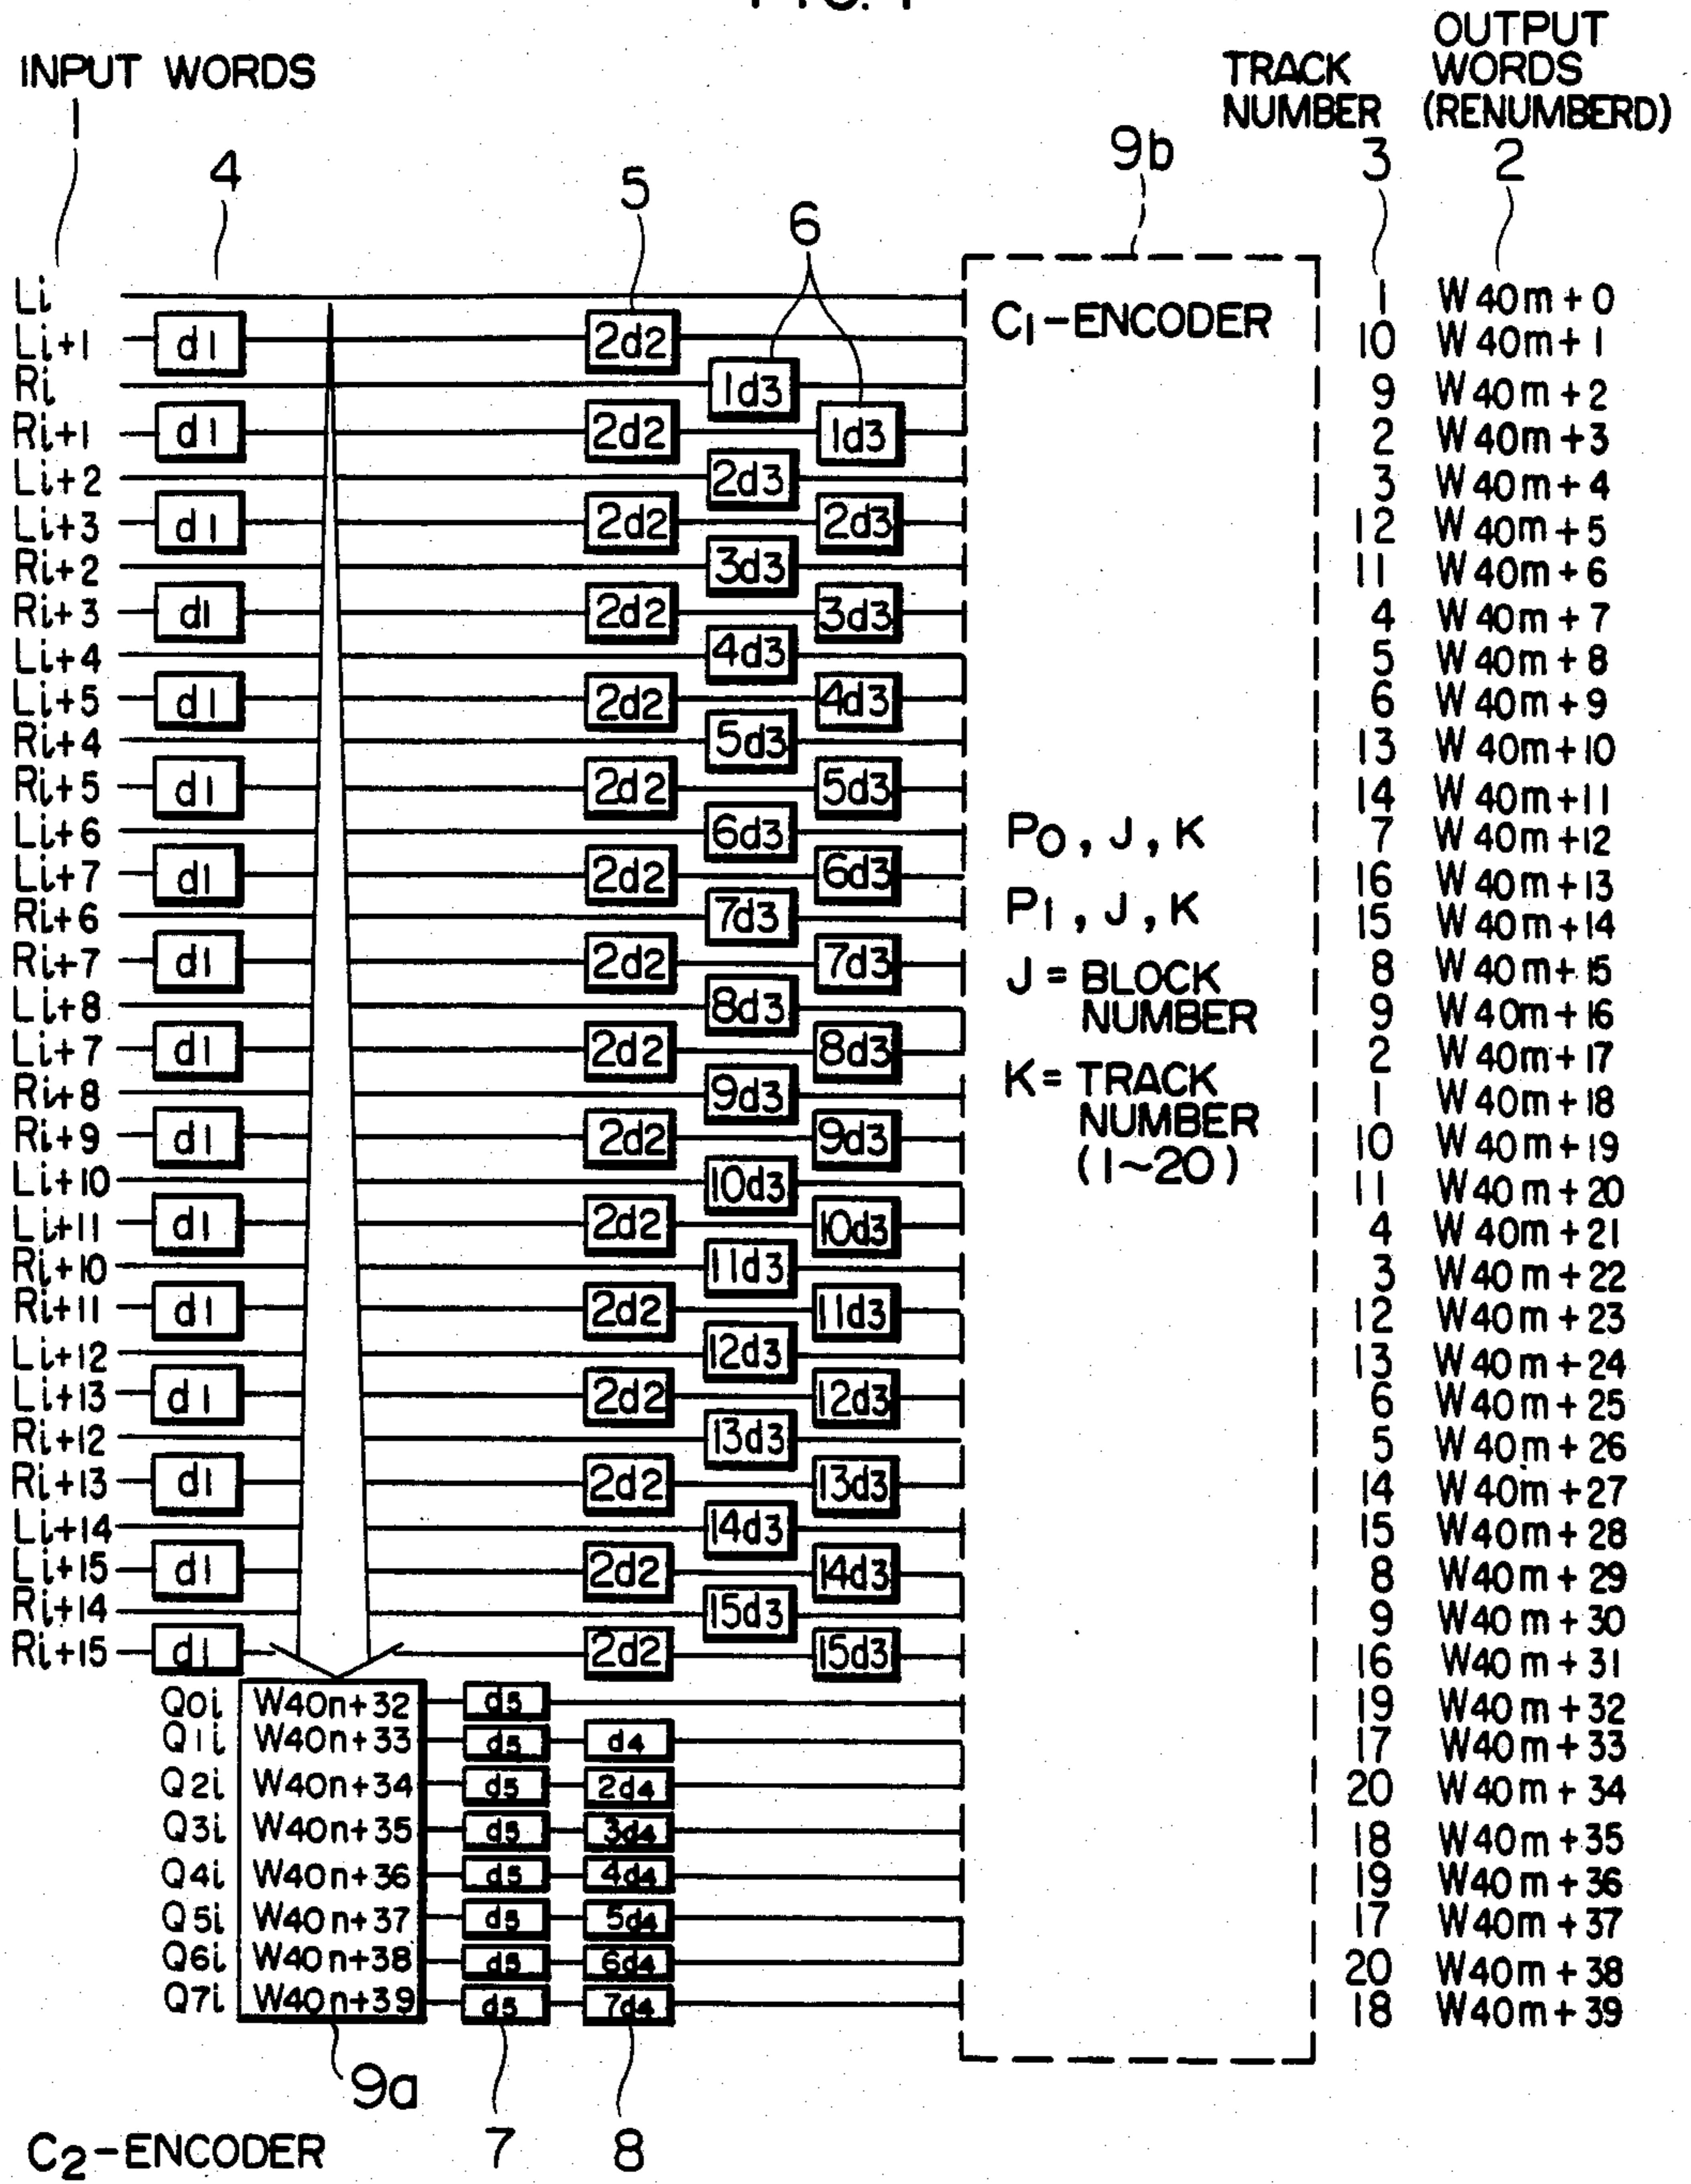 INPUT WORDS
1
4
5
6
9b
TRACK NUMBER
3
OUTPUT WORDS (RENUMBERD)
2
Li 1 W40m+0
Li+1 d1 2d2 10 W40m+1
Ri 1d3 9 W40m+2
Ri+1 d1 2d2 1d3 2 W40m+3
Li+2 2d3 3 W40m+4
Li+3 d1 2d2 2d3 12 W40m+5
Ri+2 3d3 11 W40m+6
Ri+3 d1 2d2 3d3 4 W40m+7
Li+4 4d3 5 W40m+8
Li+5 d1 2d2 4d3 6 W40m+9
Ri+4 5d3 13 W40m+10
Ri+5 d1 2d2 5d3 14 W40m+11
Li+6 6d3 7 W40m+12
Li+7 d1 2d2 6d3 16 W40m+13
Ri+6 7d3 15 W40m+14
Ri+7 d1 2d2 7d3 8 W40m+15
Li+8 8d3 9 W40m+16
Li+7 d1 2d2 8d3 2 W40m+17
Ri+8 9d3 1 W40m+18
Ri+9 d1 2d2 9d3 10 W40m+19
Li+10 10d3 11 W40m+20
Li+11 d1 2d2 10d3 4 W40m+21
Ri+10 11d3 3 W40m+22
Ri+11 d1 2d2 11d3 12 W40m+23
Li+12 12d3 13 W40m+24
Li+13 d1 2d2 12d3 6 W40m+25
Ri+12 13d3 5 W40m+26
Ri+13 d1 2d2 13d3 14 W40m+27
Li+14 14d3 15 W40m+28
Li+15 d1 2d2 14d3 8 W40m+29
Ri+14 15d3 9 W40m+30
Ri+15 d1 2d2 15d3 16 W40m+31
Q0i W40n+32 d5 19 W40m+32
Q1i W40n+33 d5 d4 17 W40m+33
Q2i W40n+34 d5 2d4 20 W40m+34
Q3i W40n+35 d5 3d4 18 W40m+35
Q4i W40n+36 d5 4d4 19 W40m+36
Q5i W40n+37 d5 5d4 17 W40m+37
Q6i W40n+38 d5 6d4 20 W40m+38
Q7i W40n+39 d5 7d4 18 W40m+39
C1-ENCODER
P0, J, K
P1, J, K
J = BLOCK
NUMBER
K = TRACK
NUMBER
(1~20)
9a
7
8
C2-ENCODER